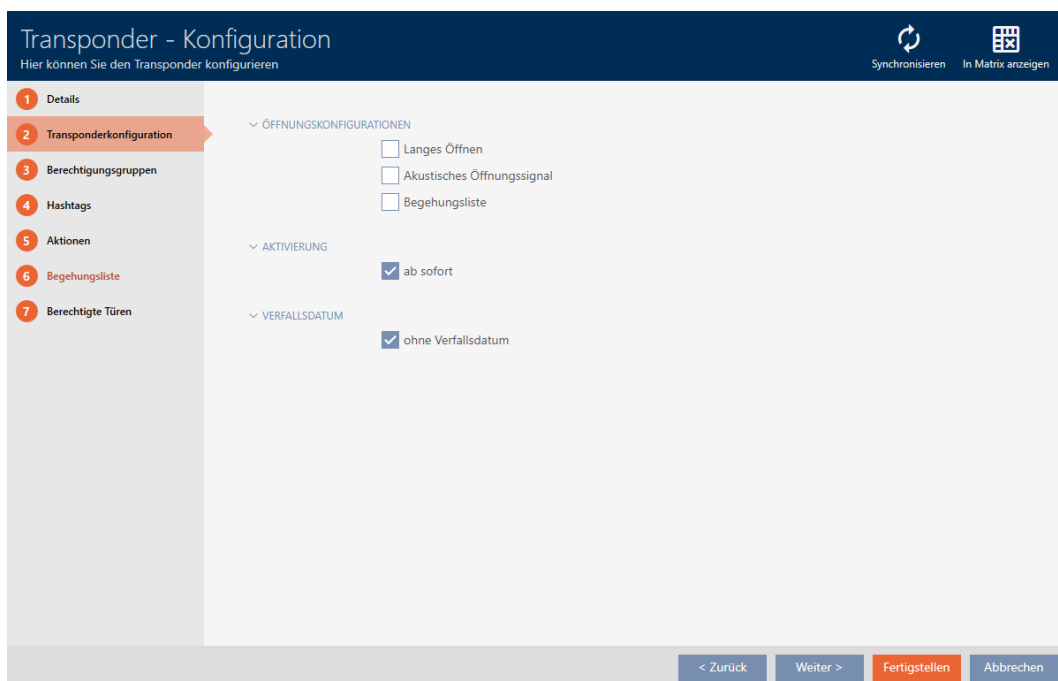 Transponder - Konfiguration
Hier können Sie den Transponder konfigurieren
Synchronisieren
In Matrix anzeigen
1 Details
2 Transponderkonfiguration
3 Berechtigungsgruppen
4 Hashtags
5 Aktionen
6 Begehungsliste
7 Berechtigte Türen
ÖFFNUNGSKONFIGURATIONEN
Langes Öffnen
Akustisches Öffnungssignal
Begehungsliste
AKTIVIERUNG
ab sofort
VERFALLSDATUM
ohne Verfallsdatum
< Zurück
Weiter >
Fertigstellen
Abbrechen